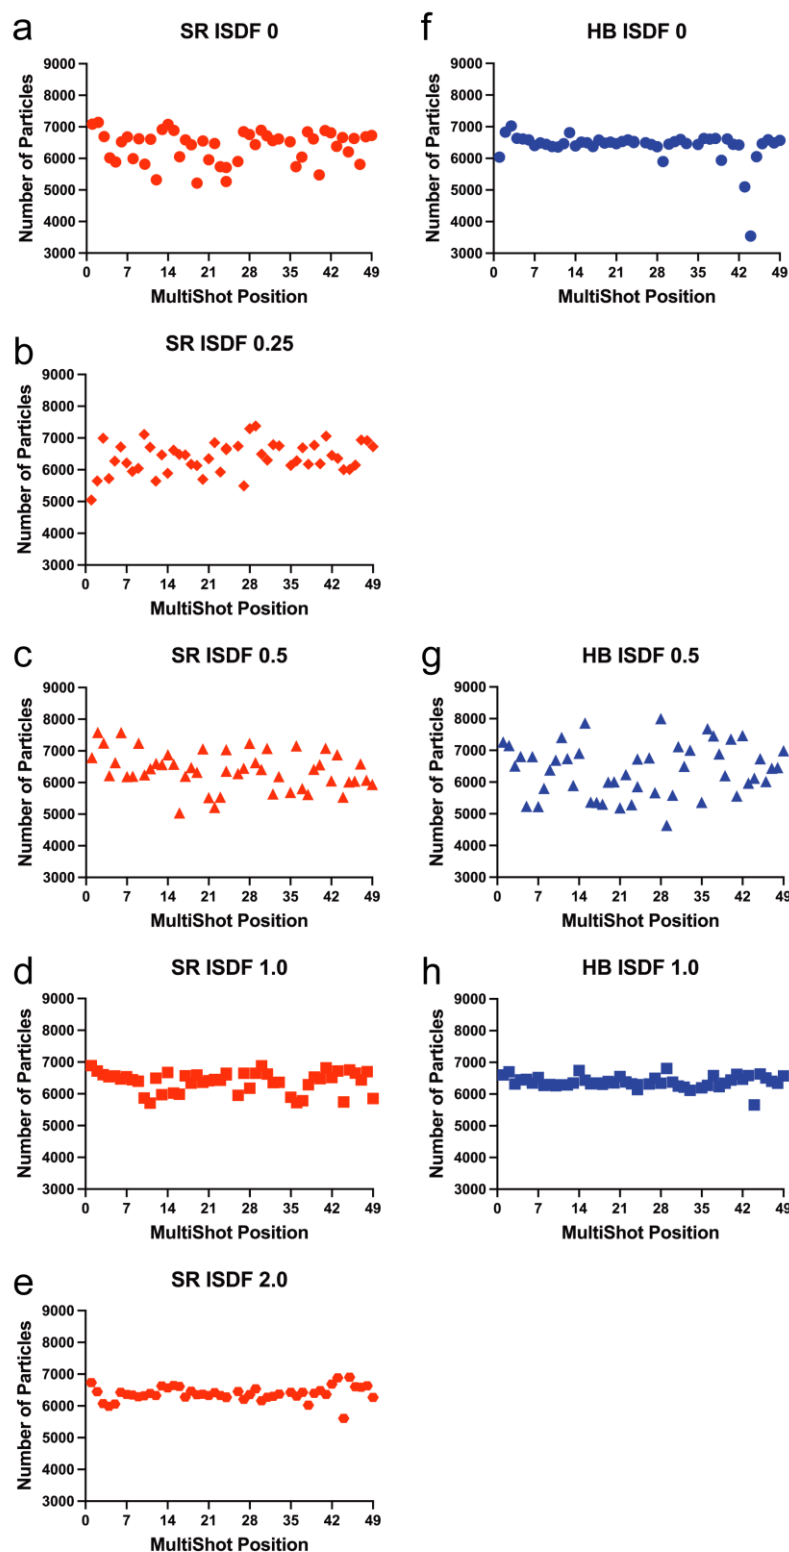 a
SR ISDF 0
Number of Particles
9000
8000
7000
6000
5000
4000
3000
0 7 14 21 28 35 42 49
MultiShot Position
f
HB ISDF 0
Number of Particles
9000
8000
7000
6000
5000
4000
3000
0 7 14 21 28 35 42 49
MultiShot Position
b
SR ISDF 0.25
Number of Particles
9000
8000
7000
6000
5000
4000
3000
0 7 14 21 28 35 42 49
MultiShot Position
c
SR ISDF 0.5
Number of Particles
9000
8000
7000
6000
5000
4000
3000
0 7 14 21 28 35 42 49
MultiShot Position
g
HB ISDF 0.5
Number of Particles
9000
8000
7000
6000
5000
4000
3000
0 7 14 21 28 35 42 49
MultiShot Position
d
SR ISDF 1.0
Number of Particles
9000
8000
7000
6000
5000
4000
3000
0 7 14 21 28 35 42 49
MultiShot Position
h
HB ISDF 1.0
Number of Particles
9000
8000
7000
6000
5000
4000
3000
0 7 14 21 28 35 42 49
MultiShot Position
e
SR ISDF 2.0
Number of Particles
9000
8000
7000
6000
5000
4000
3000
0 7 14 21 28 35 42 49
MultiShot Position